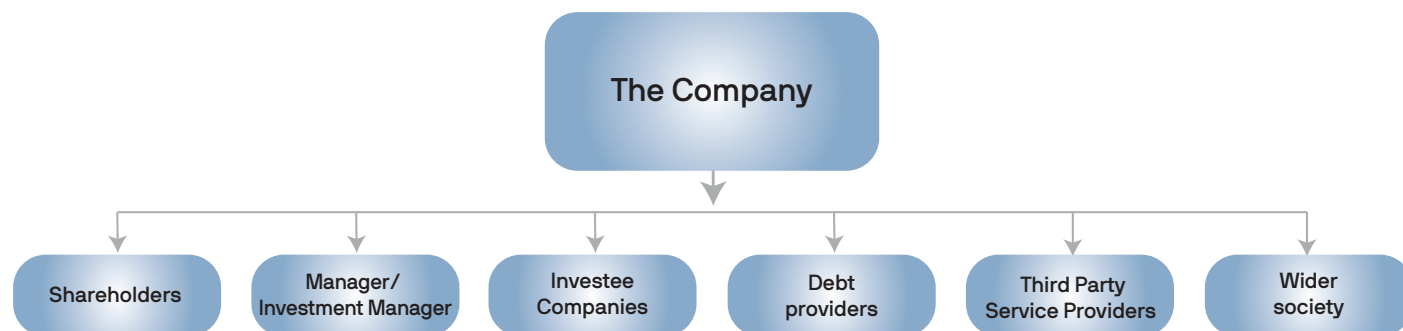 The Company
Shareholders
Manager/
Investment Manager
Investee
Companies
Debt
providers
Third Party
Service Providers
Wider
society